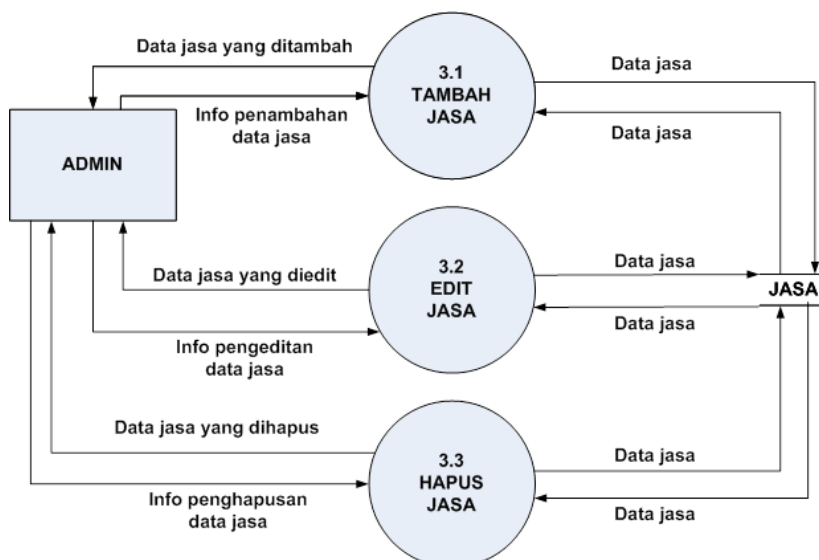 Data jasa yang ditambah
3.1
TAMBAH
JASA
Data jasa
Info penambahan
data jasa
Data jasa
ADMIN
Data jasa yang diedit
3.2
EDIT
JASA
Data jasa
JASA
Info pengeditan
data jasa
Data jasa
Data jasa yang dihapus
3.3
HAPUS
JASA
Data jasa
Info penghapusan
data jasa
Data jasa